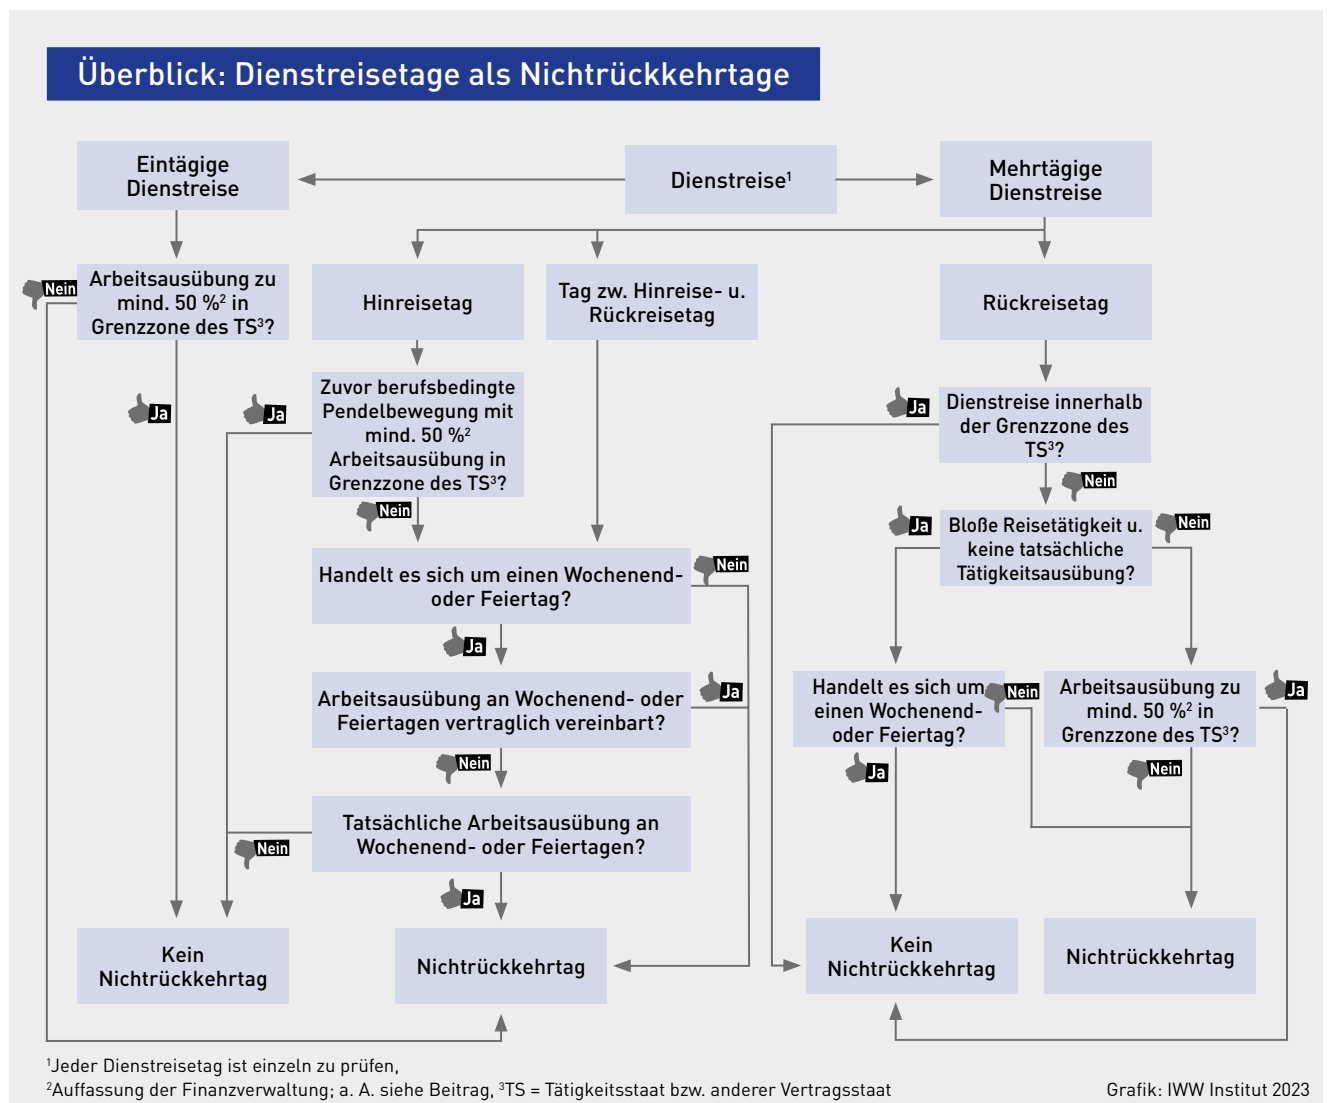 Überblick: Dienstreisetage als Nichtrückkehrtage
Eintägige
Dienstreise
Dienstreise¹
Mehrtägige
Dienstreise
Nein
Arbeitsausübung zu
mind. 50 %² in
Grenzzone des TS³?
Hinreisetag
Tag zw. Hinreise- u.
Rückreisetag
Rückreisetag
Ja
Ja
Zuvor berufsbedingte
Pendelbewegung mit
mind. 50 %²
Arbeitsausübung in
Grenzzone des TS³?
Nein
Ja
Dienstreise innerhalb
der Grenzzone des
TS³?
Nein
Ja
Bloße Reisetätigkeit u.
keine tatsächliche
Tätigkeitsausübung?
Nein
Handelt es sich um einen Wochenend-
oder Feiertag?
Nein
Ja
Arbeitsausübung an Wochenend- oder
Feiertagen vertraglich vereinbart?
Ja
Nein
Handelt es sich um
einen Wochenend-
oder Feiertag?
Nein
Ja
Arbeitsausübung zu
mind. 50 %² in
Grenzzone des TS³?
Ja
Nein
Tatsächliche Arbeitsausübung an
Wochenend- oder Feiertagen?
Nein
Ja
Kein
Nichtrückkehrtag
Nichtrückkehrtag
Kein
Nichtrückkehrtag
Nichtrückkehrtag
¹Jeder Dienstreisetag ist einzeln zu prüfen,
²Auffassung der Finanzverwaltung; a. A. siehe Beitrag, ³TS = Tätigkeitsstaat bzw. anderer Vertragsstaat
Grafik: IWW Institut 2023